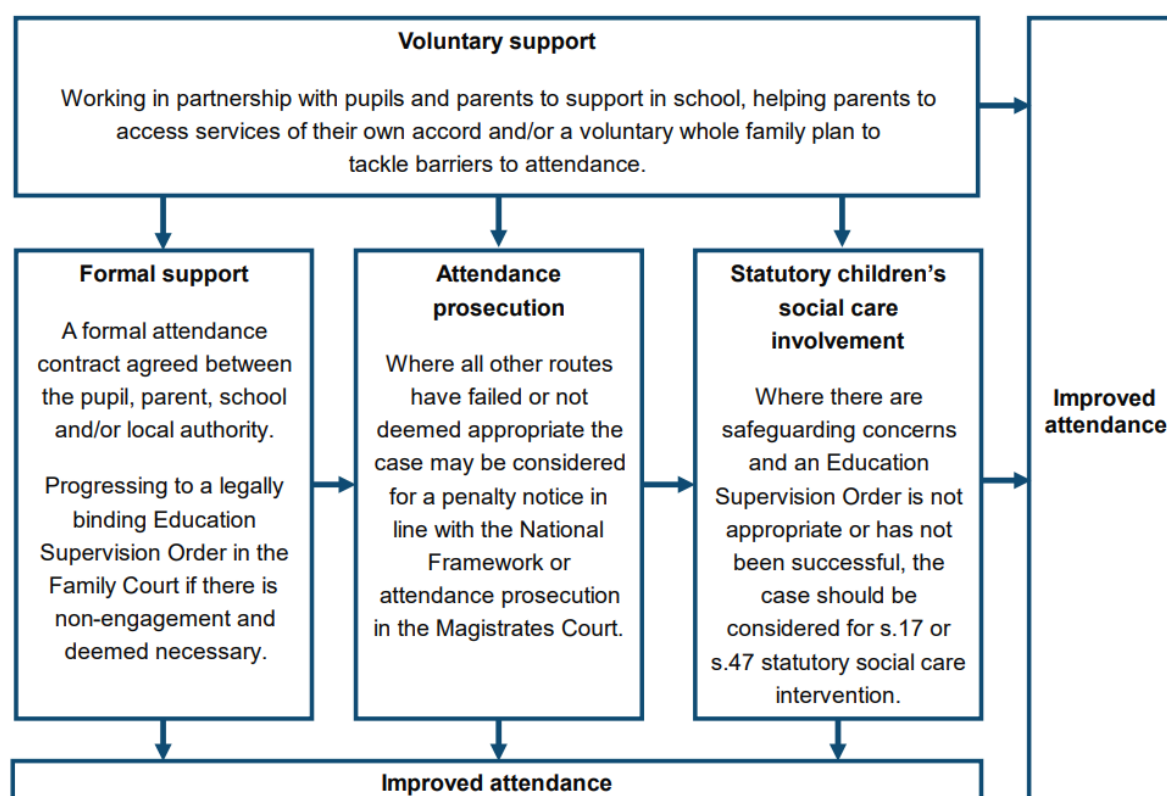 Voluntary support
Working in partnership with pupils and parents to support in school, helping parents to
access services of their own accord and/or a voluntary whole family plan to
tackle barriers to attendance.
Formal support
A formal attendance
contract agreed between
the pupil, parent, school
and/or local authority.
Progressing to a legally
binding Education
Supervision Order in the
Family Court if there is
non-engagement and
deemed necessary.
Attendance
prosecution
Where all other routes
have failed or not
deemed appropriate the
case may be considered
for a penalty notice in
line with the National
Framework or
attendance prosecution
in the Magistrates Court.
Statutory children’s
social care
involvement
Where there are
safeguarding concerns
and an Education
Supervision Order is not
appropriate or has not
been successful, the
case should be
considered for s.17 or
s.47 statutory social care
intervention.
Improved
attendance
Improved attendance